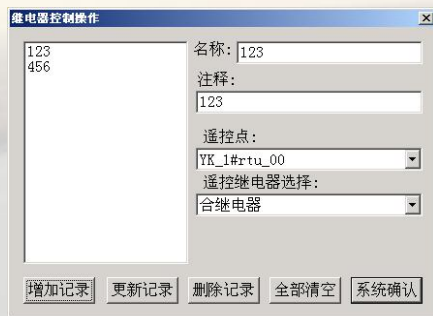 继电器控制操作
123
456
名称: 123
注释:
123
遥控点:
YK_1#rtu_00
遥控继电器选择:
合继电器
增加记录 更新记录 删除记录 全部清空 系统确认